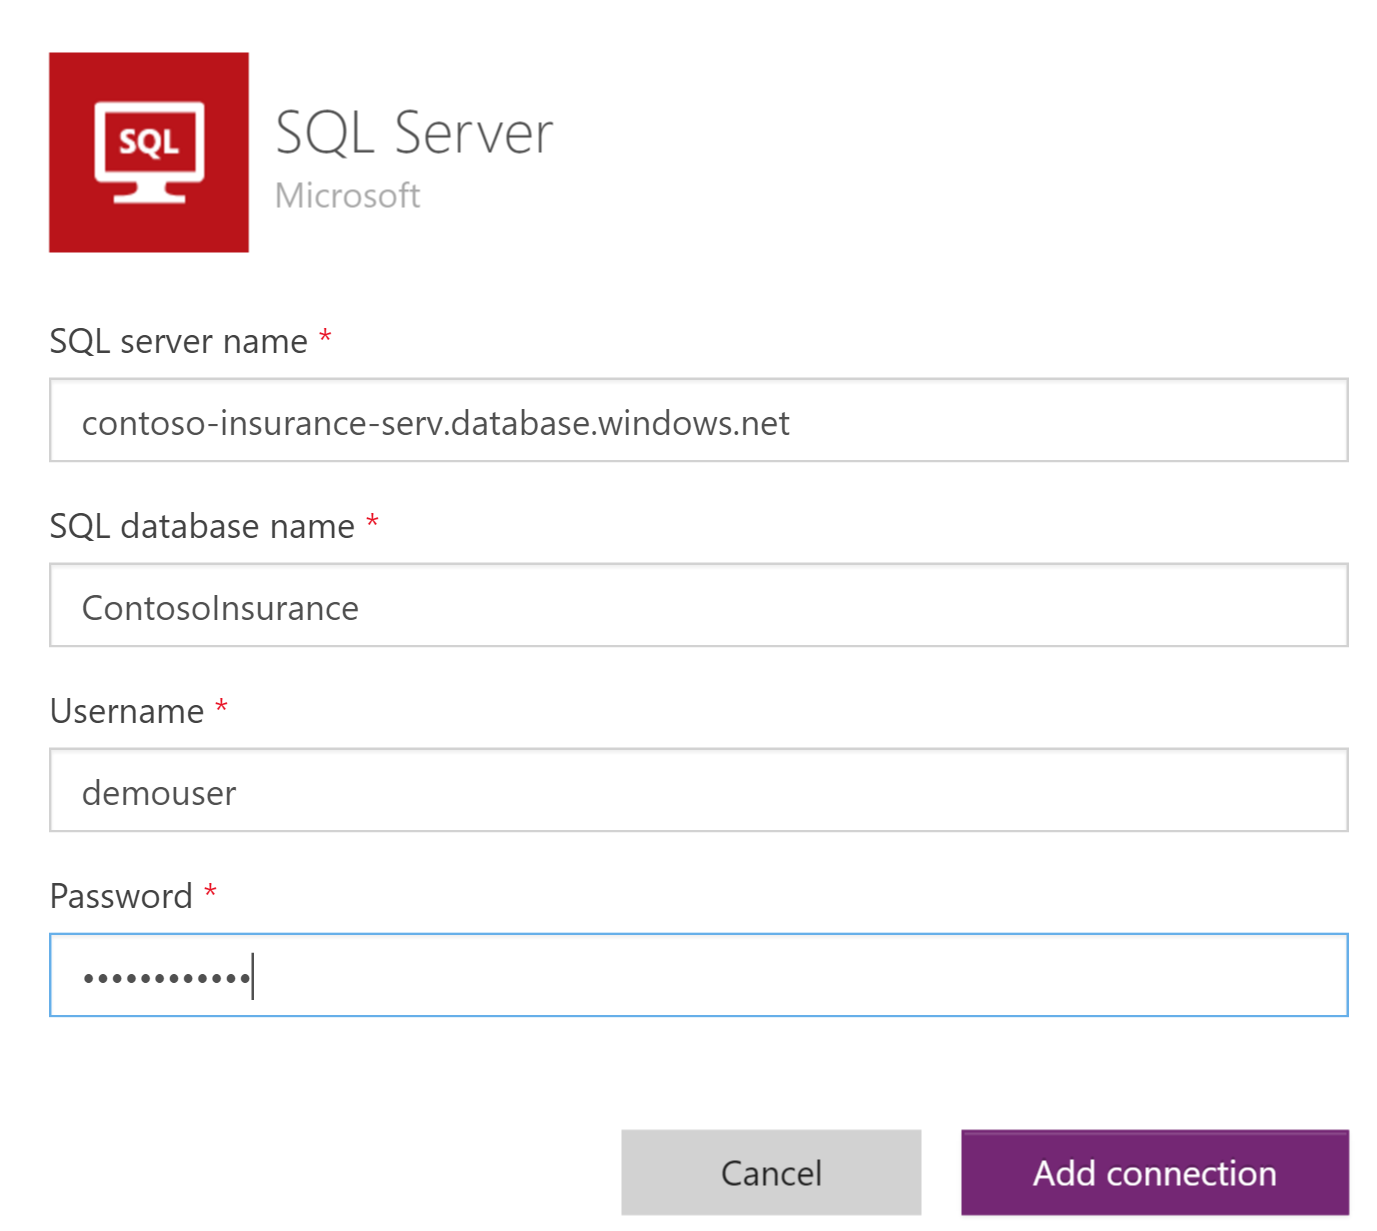 SQL
SQL Server
Microsoft
SQL server name *
contoso-insurance-serv.database.windows.net
SQL database name *
ContosoInsurance
Username *
demouser
Password *
••••••••••••
Cancel
Add connection